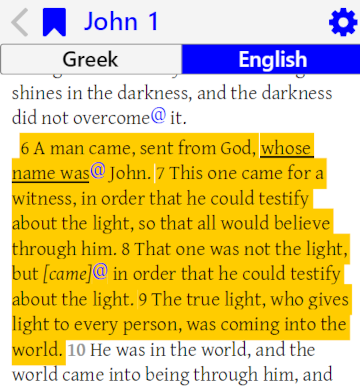 John 1
Greek English
shines in the darkness, and the darkness
did not overcome@ it.
6 A man came, sent from God, whose
name was@ John. 7 This one came for a
witness, in order that he could testify
about the light, so that all would believe
through him. 8 That one was not the light,
but [came]@ in order that he could testify
about the light. 9 The true light, who gives
light to every person, was coming into the
world. 10 He was in the world, and the
world came into being through him, and